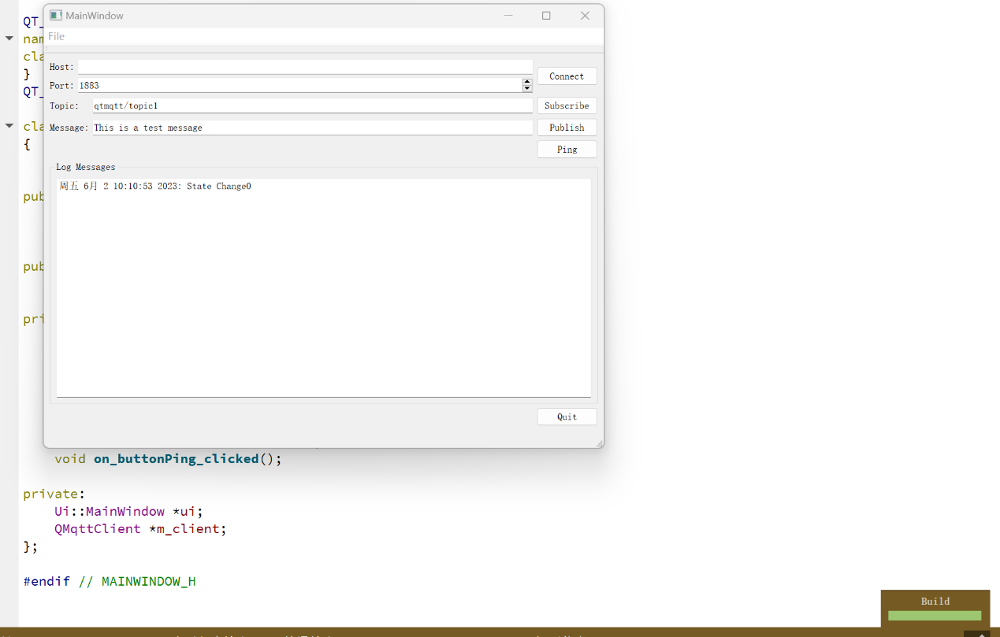 MainWindow
File
Host:
Connect
Port: 1883
Topic: qtmqtt/topic1
Subscribe
Message: This is a test message
Publish
Ping
Log Messages
周五 6月 2 10:10:53 2023: State Change0
Quit
QT_
nam
cla
}
QT_
cla
{
pub
pub
pri
void on_buttonPing_clicked();
private:
Ui::MainWindow *ui;
QMqttClient *m_client;
};
#endif // MAINWINDOW_H
Build